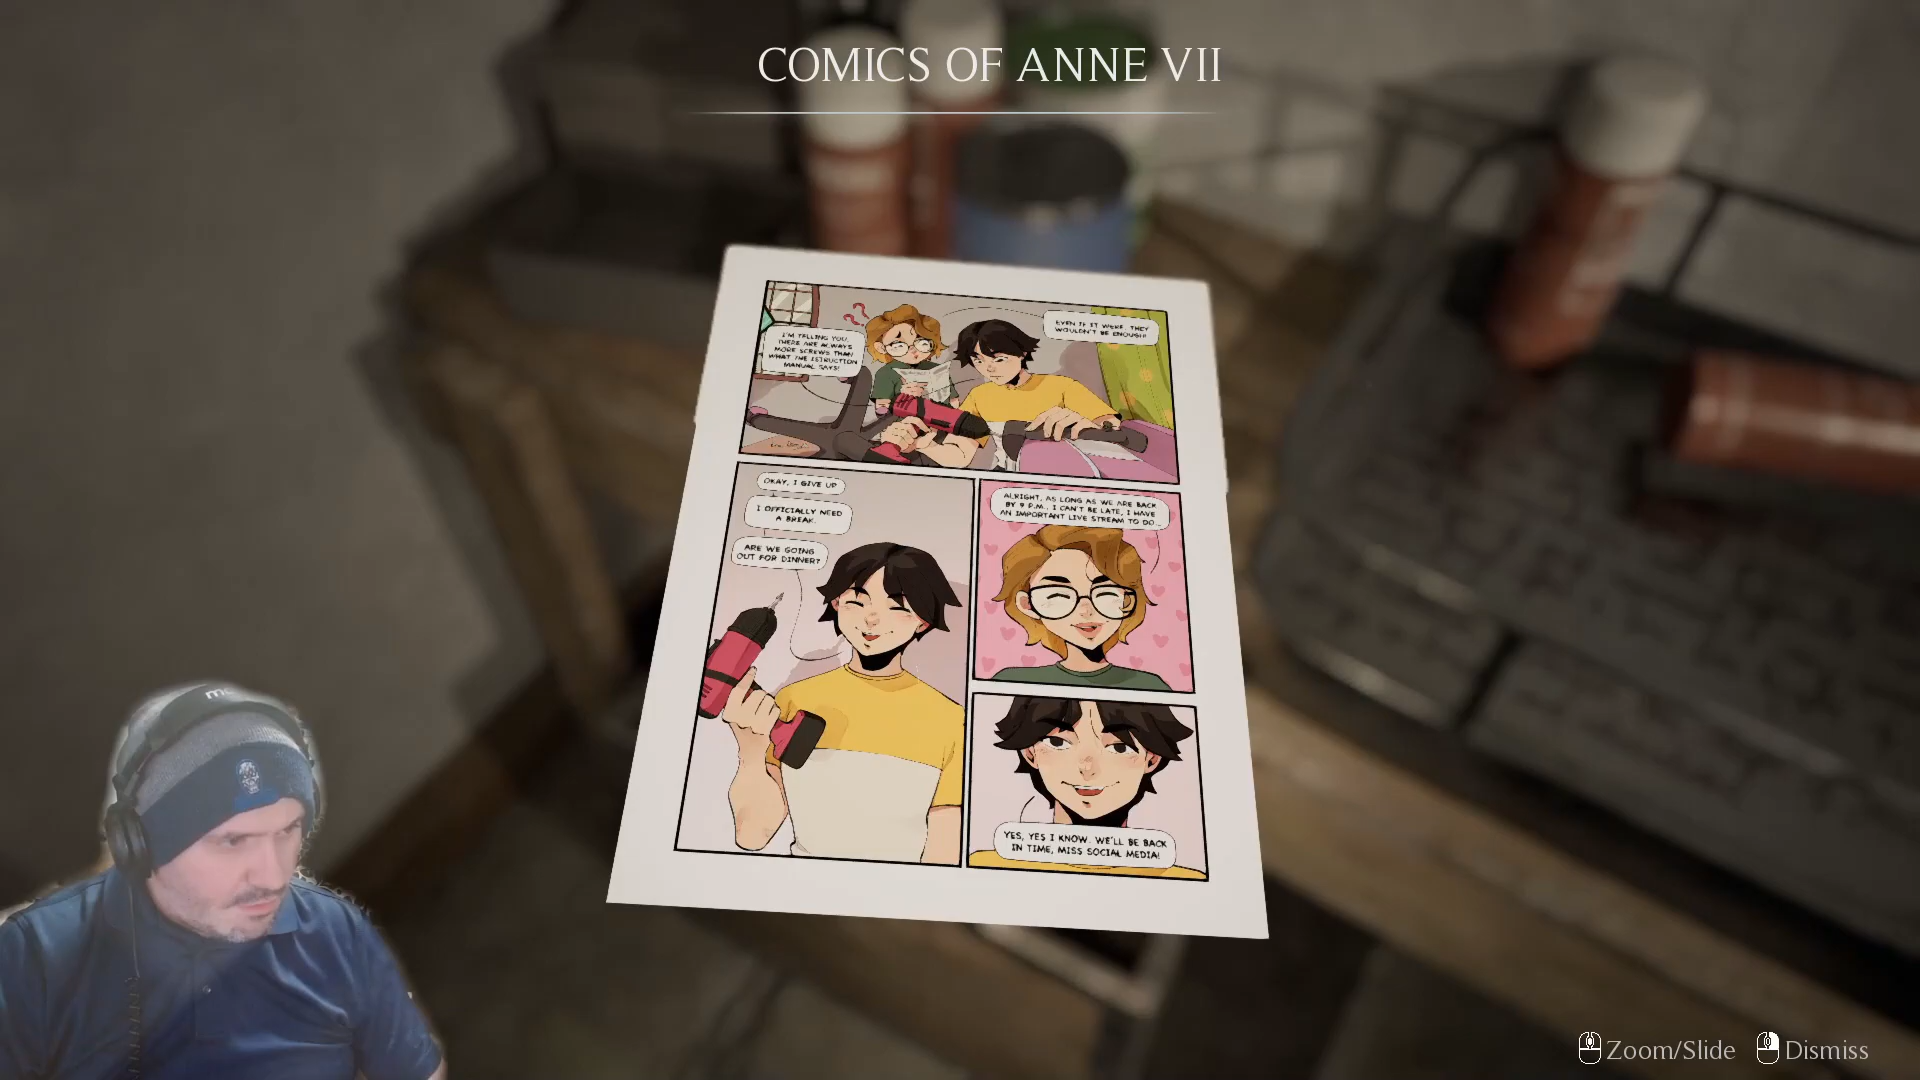 COMICS OF ANNE VII
I'M TELLING YOU,
THERE ARE ALWAYS
MORE SCREWS THAN
WHAT THE ISTRUCTION
MANUAL SAYS!
EVEN IF IT WERE, THEY
WOULDN'T BE ENOUGH!
OKAY, I GIVE UP
I OFFICIALLY NEED
A BREAK.
ARE WE GOING
OUT FOR DINNER?
ALRIGHT, AS LONG AS WE ARE BACK
BY 9 P.M.. I CAN'T BE LATE, I HAVE
AN IMPORTANT LIVE STREAM TO DO...
YES, YES I KNOW. WE'LL BE BACK
IN TIME, MISS SOCIAL MEDIA!
Zoom/Slide
Dismiss